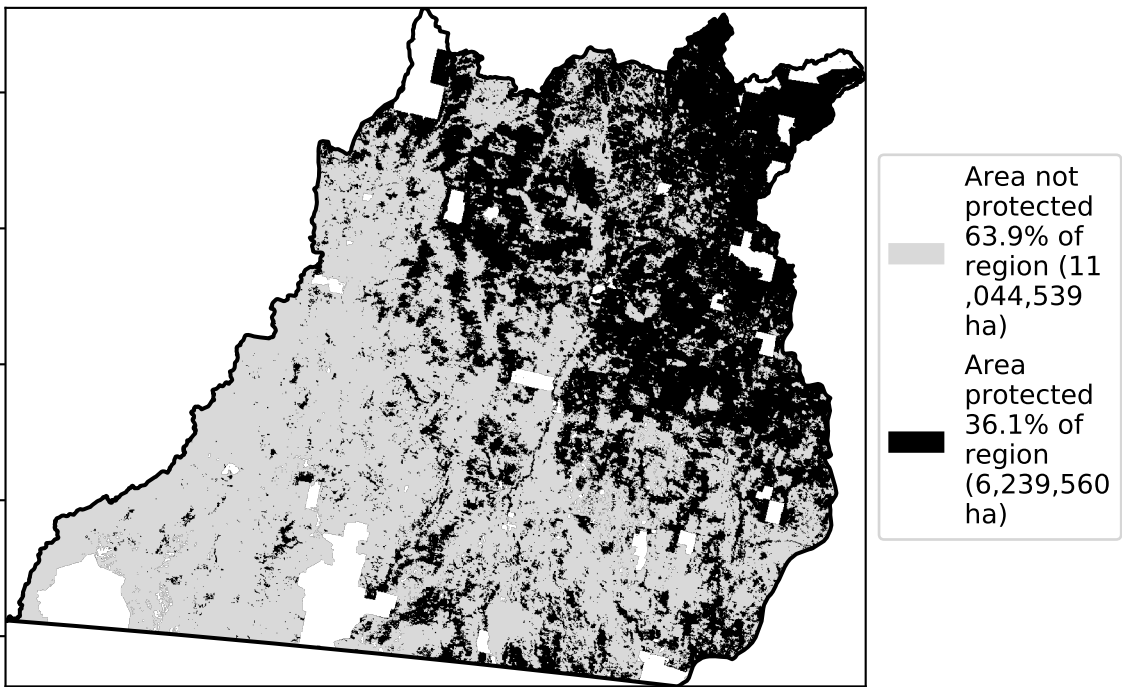 Area not
protected
63.9% of
region (11
,044,539
ha)
Area
protected
36.1% of
region
(6,239,560
ha)